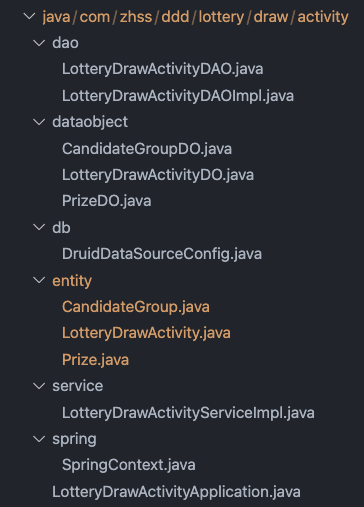 java/com/zhss/ddd/lottery/draw/activity
dao
LotteryDrawActivityDAO.java
LotteryDrawActivityDAOImpl.java
dataobject
CandidateGroupDO.java
LotteryDrawActivityDO.java
PrizeDO.java
db
DruidDataSourceConfig.java
entity
CandidateGroup.java
LotteryDrawActivity.java
Prize.java
service
LotteryDrawActivityServiceImpl.java
spring
SpringContext.java
LotteryDrawActivityApplication.java